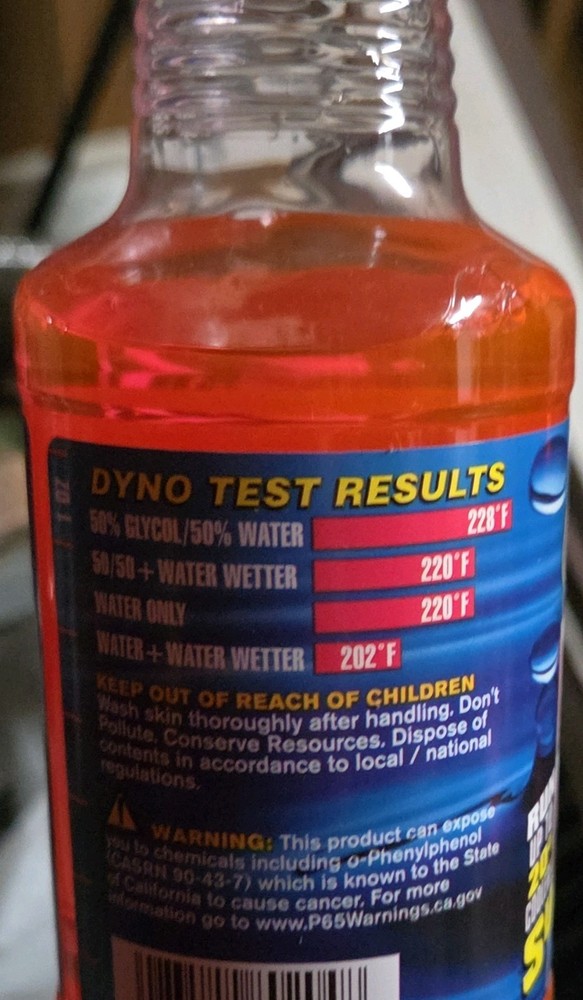 1 OZ
DYNO TEST RESULTS
50% GLYCOL/50% WATER 228°F
50/50+WATER WETTER 220°F
WATER ONLY 220°F
WATER+WATER WETTER 202°F
KEEP OUT OF REACH OF CHILDREN
Wash skin thoroughly after handling. Don't
Pollute. Conserve Resources. Dispose of
contents in accordance to local / national
regulations.
WARNING: This product can expose
you to chemicals including o-Phenylphenol
(CASRN 90-43-7) which is known to the State
of California to cause cancer. For more
information go to www.P65Warnings.ca.gov